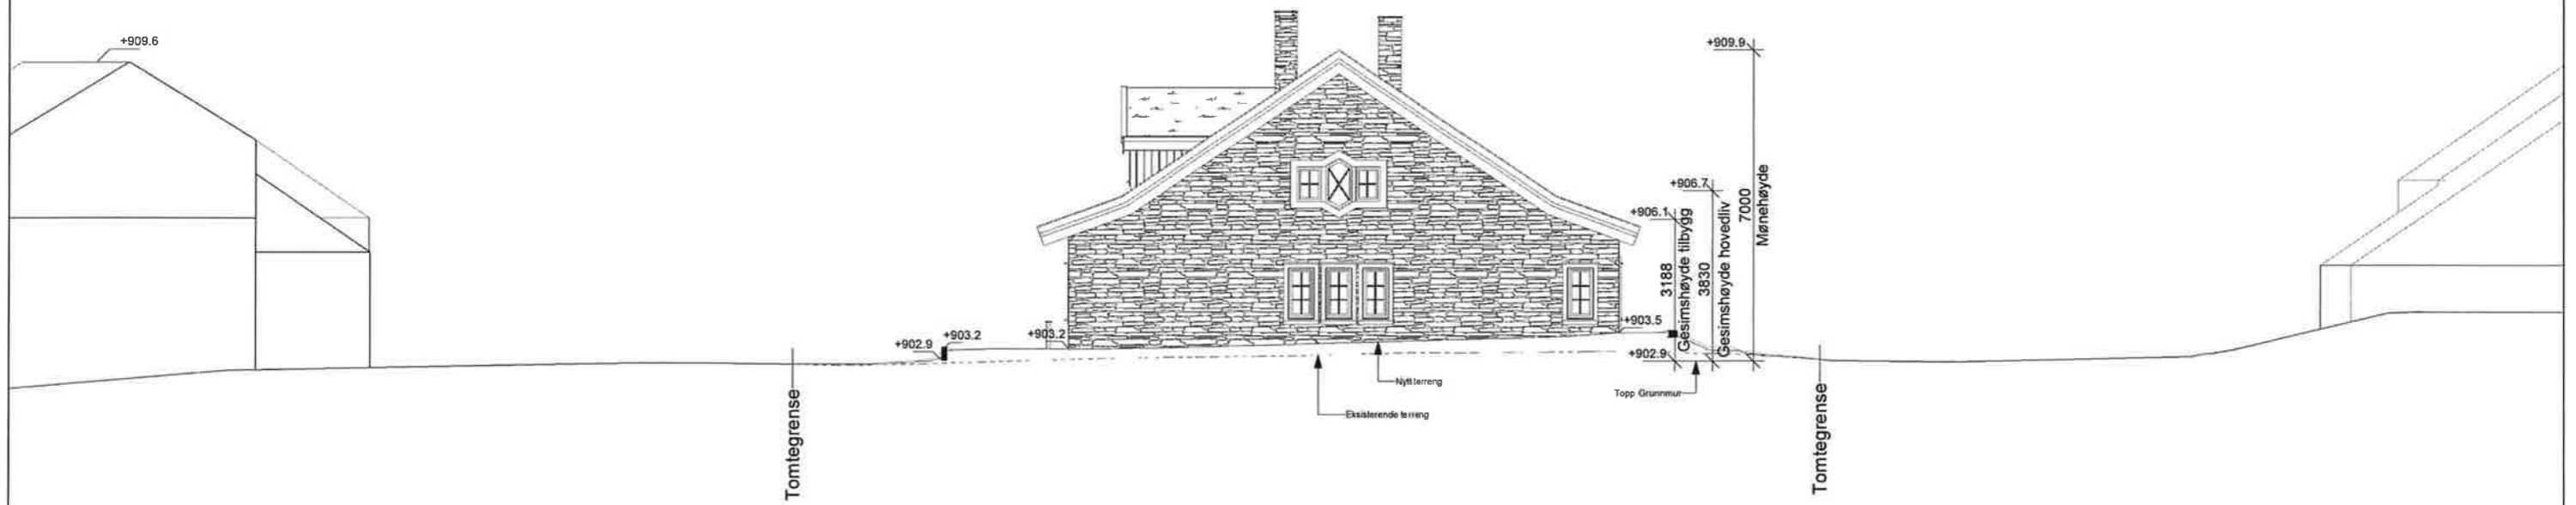 +909.6
+909.9
7000
Mønehøyde
+906.7
3830
Gesimshøyde hovedliv
+906.1
3188
Gesimshøyde tilbygg
+903.5
+902.9
+903.2
+902.9
+903.2
Nytt terreng
Topp Grunnmur
Eksisterende terreng
Tomtegrense
Tomtegrense